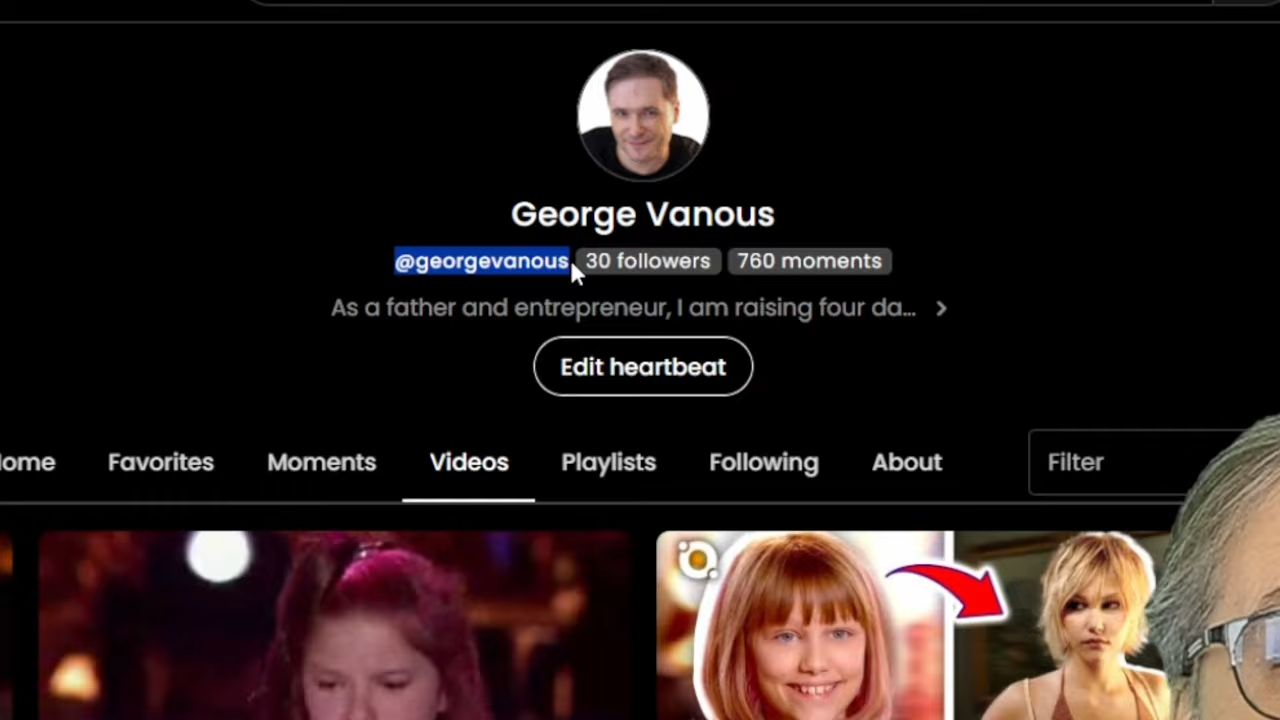 George Vanous
@georgevanous 30 followers 760 moments
As a father and entrepreneur, I am raising four da...
Edit heartbeat
Favorites Moments Videos Playlists Following About Filter